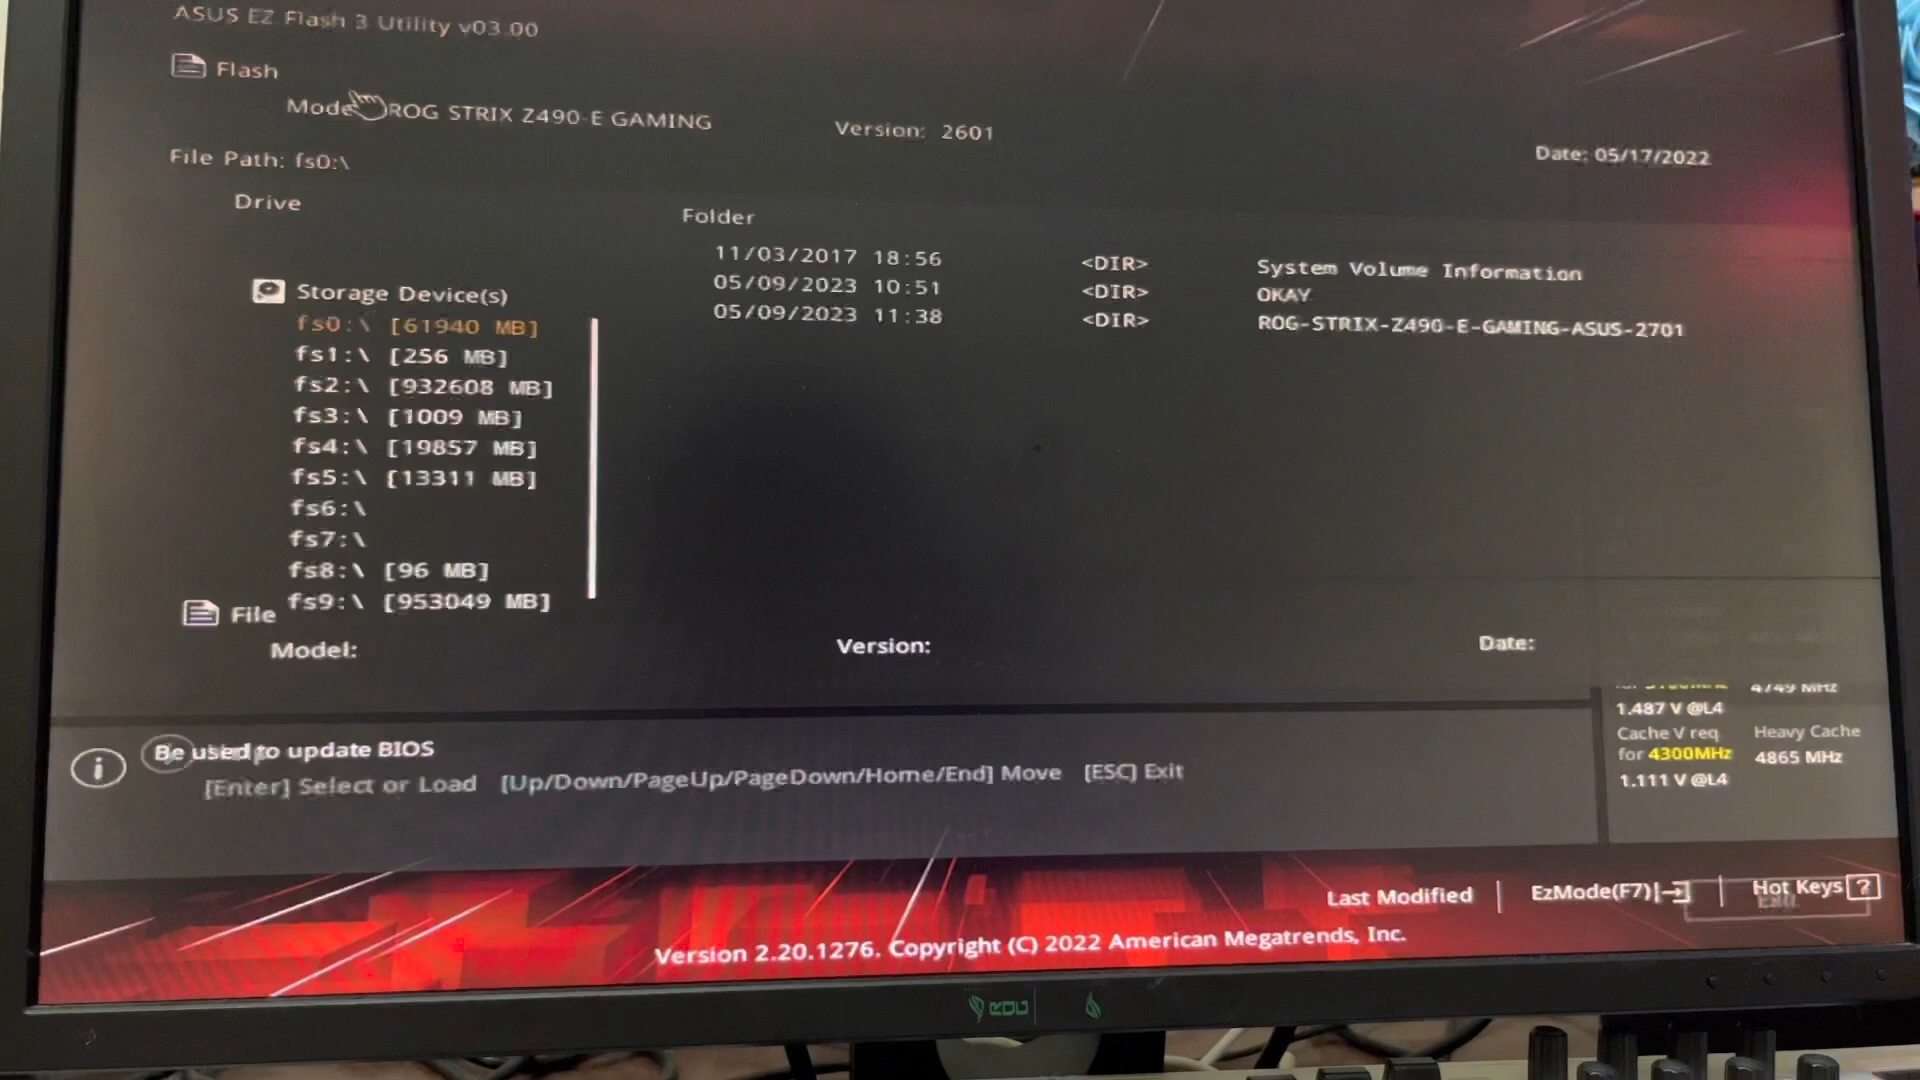 ASUS EZ Flash 3 Utility v03.00
Flash
Model: ROG STRIX Z490-E GAMING Version: 2601 Date: 05/17/2022
File Path: fs0:\
Drive Folder
11/03/2017 18:56 <DIR> System Volume Information
05/09/2023 10:51 <DIR> OKAY
05/09/2023 11:38 <DIR> ROG-STRIX-Z490-E-GAMING-ASUS-2701
Storage Device(s)
fs0:\ [61940 MB]
fs1:\ [256 MB]
fs2:\ [932608 MB]
fs3:\ [1009 MB]
fs4:\ [19857 MB]
fs5:\ [13311 MB]
fs6:\
fs7:\
fs8:\ [96 MB]
fs9:\ [953049 MB]
File
Model: Version: Date:
4749 MHz
1.487 V @L4
Cache V req Heavy Cache
for 4300MHz 4865 MHz
1.111 V @L4
Be used to update BIOS
[Enter] Select or Load [Up/Down/PageUp/PageDown/Home/End] Move [ESC] Exit
Last Modified EzMode(F7) Hot Keys ?
Exit
Version 2.20.1276. Copyright (C) 2022 American Megatrends, Inc.
ROG